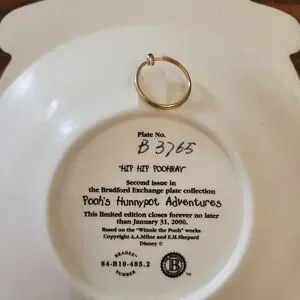 Plate No.
B 3765
"HIP HIP POOHRAY"
Second issue in
the Bradford Exchange plate collection
Pooh's Hunnypot Adventures
This limited edition closes forever no later
than January 31, 2000.
Based on the "Winnie the Pooh" works
Copyright A.A.Milne and E.H.Shepard
Disney ©
BRADEX™
84-B10-485.2
NUMBER
B